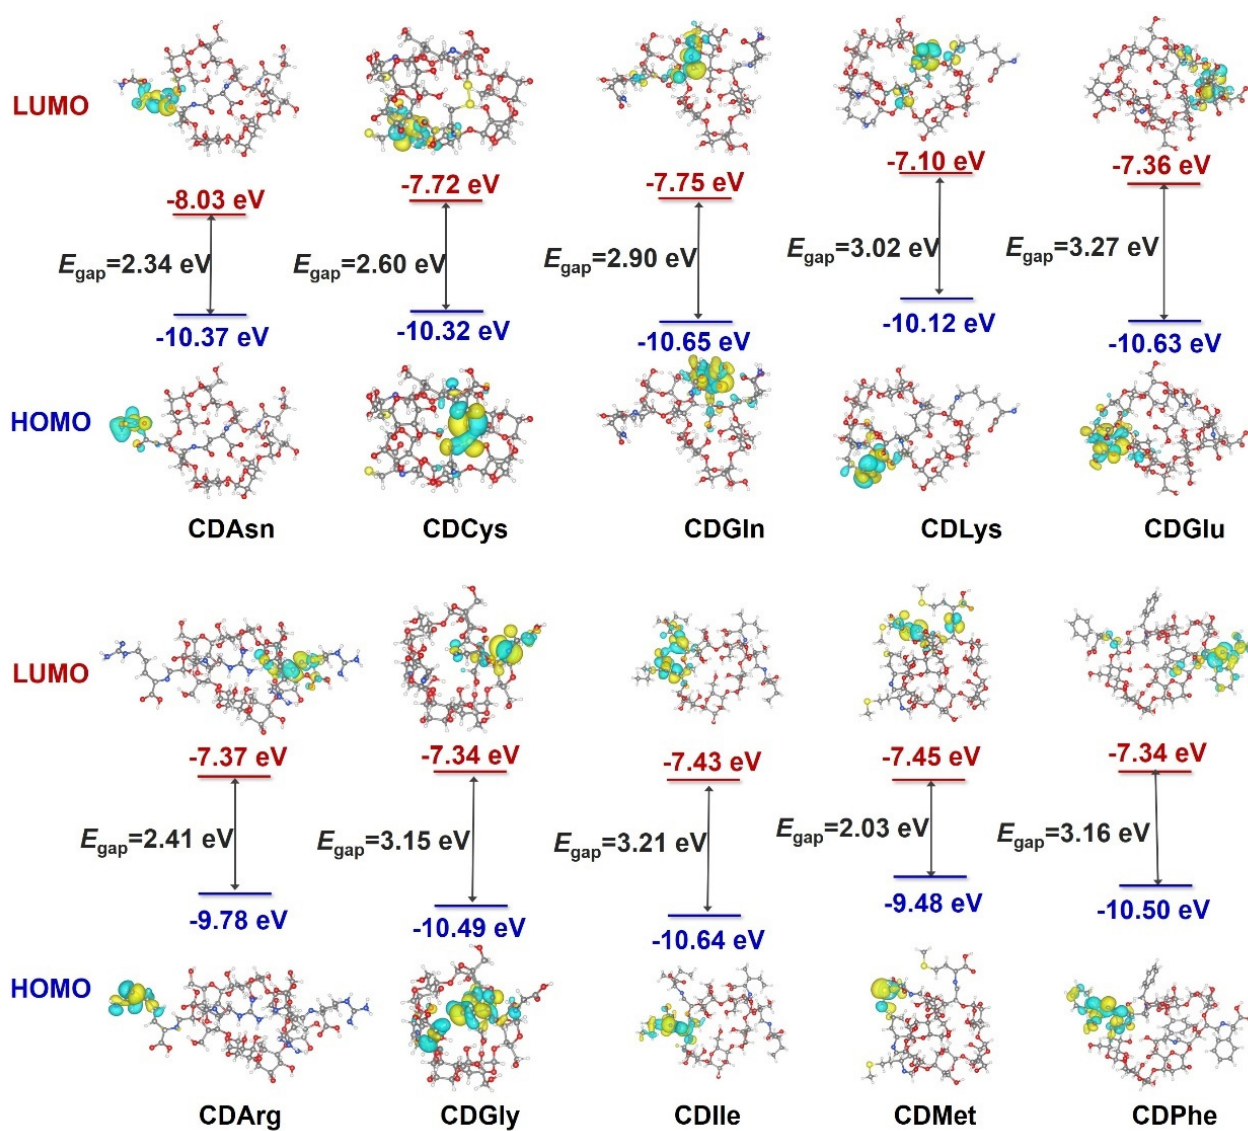 LUMO
-8.03 eV
-7.72 eV
-7.75 eV
-7.10 eV
-7.36 eV
Egap=2.34 eV
Egap=2.60 eV
Egap=2.90 eV
Egap=3.02 eV
Egap=3.27 eV
-10.37 eV
-10.32 eV
-10.65 eV
-10.12 eV
-10.63 eV
HOMO
CDAsn
CDCys
CDGln
CDLys
CDGlu
LUMO
-7.37 eV
-7.34 eV
-7.43 eV
-7.45 eV
-7.34 eV
Egap=2.41 eV
Egap=3.15 eV
Egap=3.21 eV
Egap=2.03 eV
Egap=3.16 eV
-9.78 eV
-10.49 eV
-10.64 eV
-9.48 eV
-10.50 eV
HOMO
CDArg
CDGly
CDIle
CDMet
CDPhe